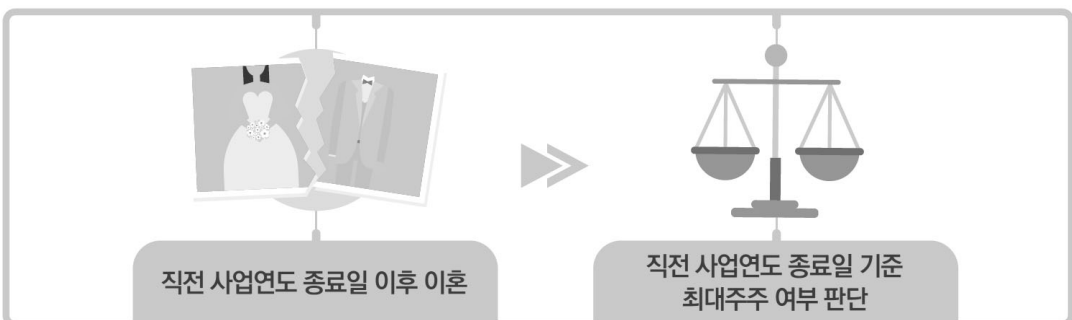 직전 사업연도 종료일 이후 이혼
직전 사업연도 종료일 기준
최대주주 여부 판단